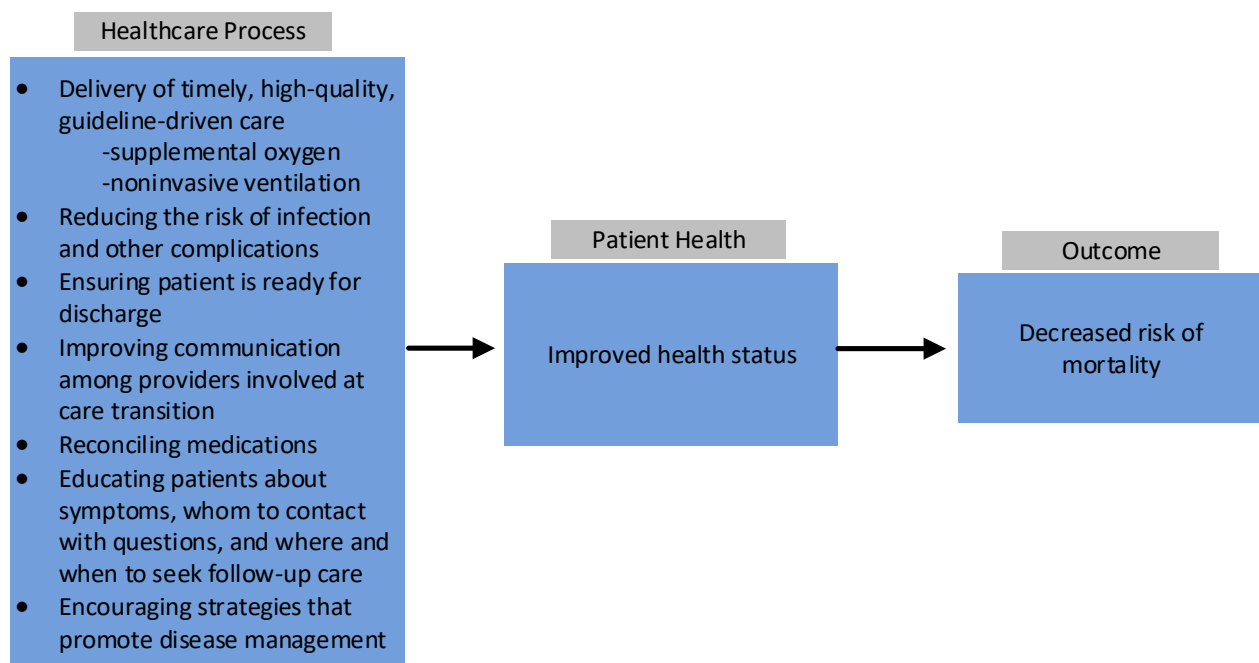 Healthcare Process
• Delivery of timely, high-quality,
guideline-driven care
-supplemental oxygen
-noninvasive ventilation
• Reducing the risk of infection
and other complications
• Ensuring patient is ready for
discharge
• Improving communication
among providers involved at
care transition
• Reconciling medications
• Educating patients about
symptoms, whom to contact
with questions, and where and
when to seek follow-up care
• Encouraging strategies that
promote disease management
Patient Health
Improved health status
Outcome
Decreased risk of
mortality